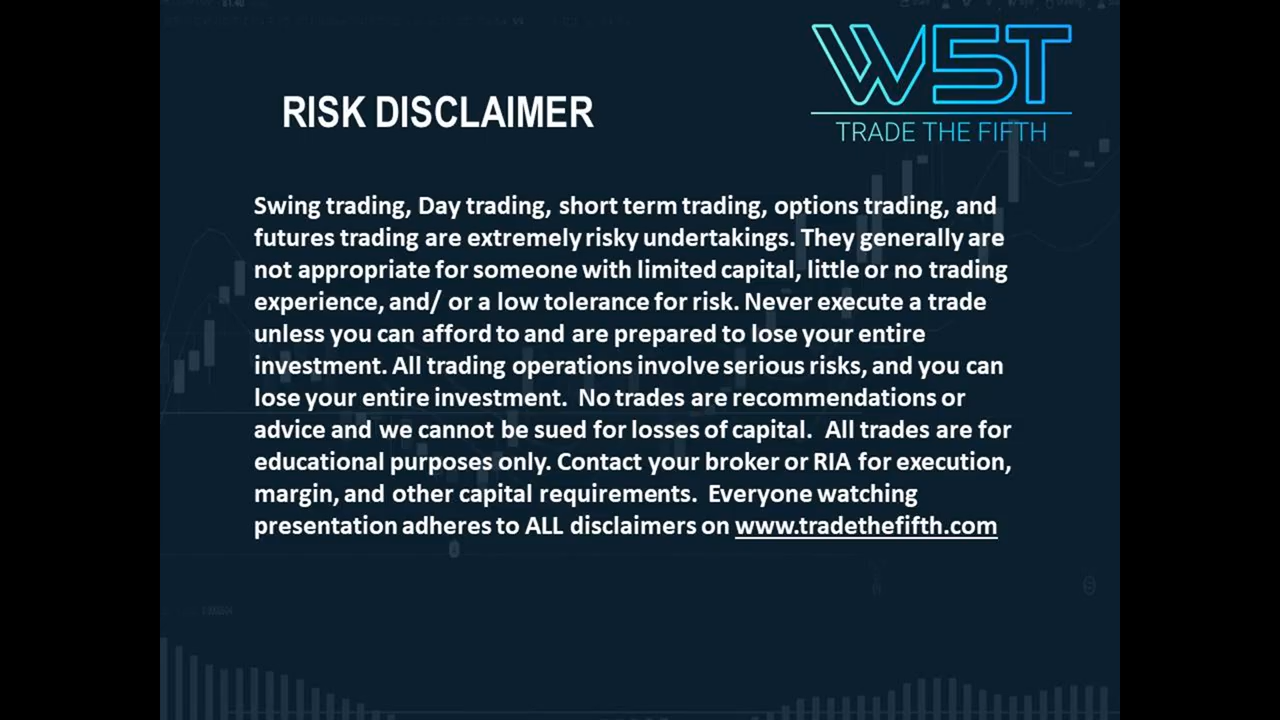 W5T
TRADE THE FIFTH
RISK DISCLAIMER
Swing trading, Day trading, short term trading, options trading, and
futures trading are extremely risky undertakings. They generally are
not appropriate for someone with limited capital, little or no trading
experience, and/ or a low tolerance for risk. Never execute a trade
unless you can afford to and are prepared to lose your entire
investment. All trading operations involve serious risks, and you can
lose your entire investment.  No trades are recommendations or
advice and we cannot be sued for losses of capital.  All trades are for
educational purposes only. Contact your broker or RIA for execution,
margin, and other capital requirements.  Everyone watching
presentation adheres to ALL disclaimers on www.tradethefifth.com